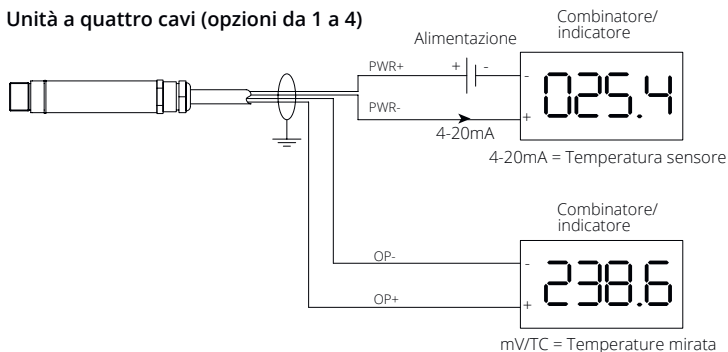 Unità a quattro cavi (opzioni da 1 a 4)
Combinatore/
indicatore
Alimentazione
PWR+
+
-
-
025.4
PWR-
+
4-20mA
4-20mA = Temperatura sensore
Combinatore/
indicatore
OP-
-
238.6
OP+
+
mV/TC = Temperature mirata